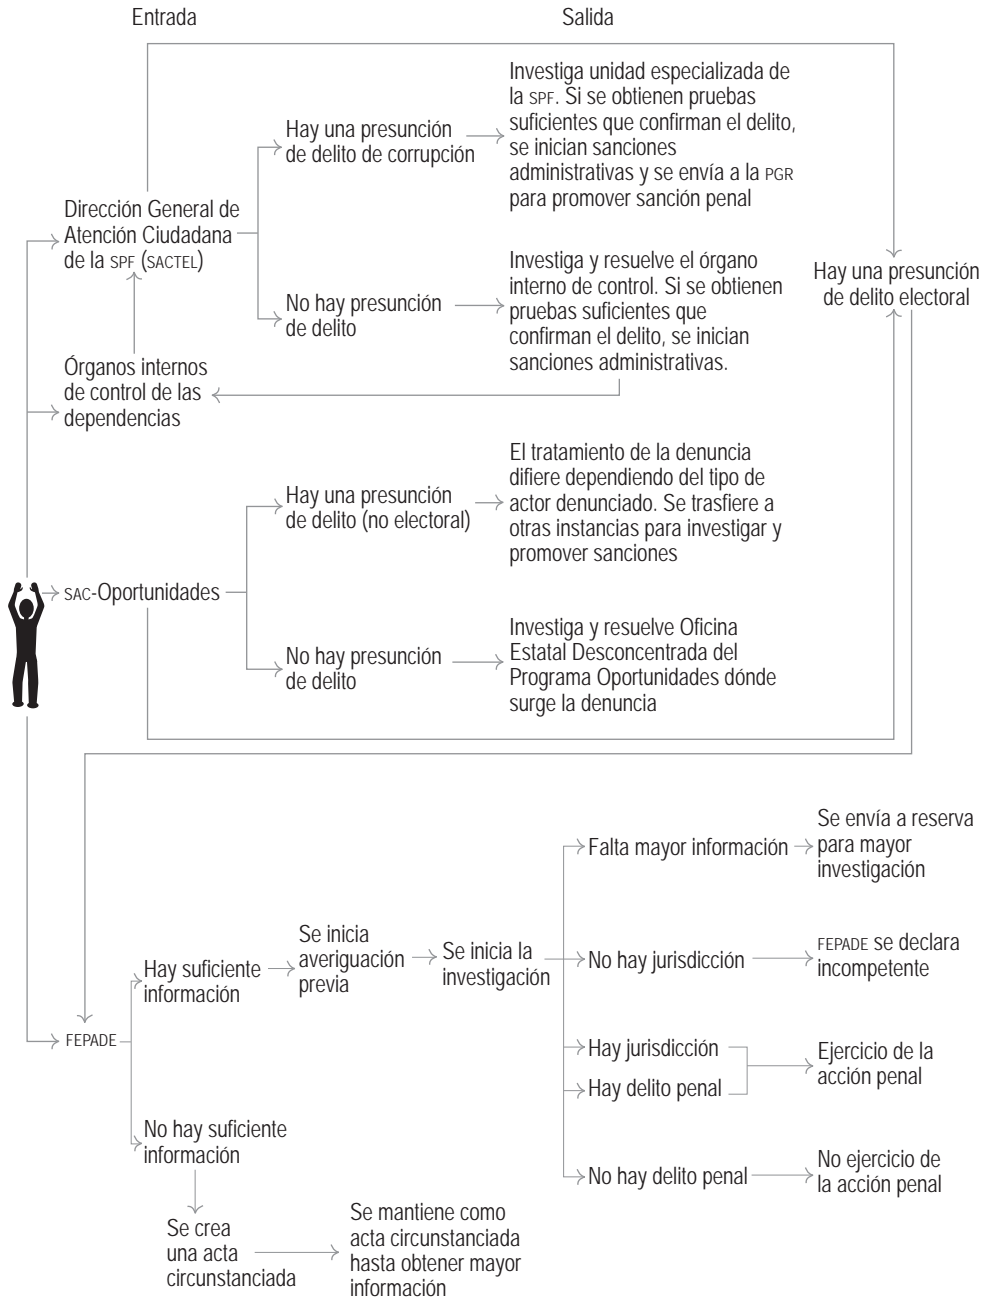 Entrada
Salida
Investiga unidad especializada de
la SPF. Si se obtienen pruebas
suficientes que confirman el delito,
se inician sanciones
administrativas y se envía a la PGR
para promover sanción penal
Hay una presunción
de delito de corrupción
Dirección General de
Atención Ciudadana
de la SPF (SACTEL)
Investiga y resuelve el órgano
interno de control. Si se obtienen
pruebas suficientes que
confirman el delito, se inician
sanciones administrativas.
Hay una presunción
de delito electoral
No hay presunción
de delito
Órganos internos
de control de las
dependencias
El tratamiento de la denuncia
difiere dependiendo del tipo de
actor denunciado. Se trasfiere a
otras instancias para investigar y
promover sanciones
Hay una presunción
de delito (no electoral)
SAC-Oportunidades
Investiga y resuelve Oficina
Estatal Desconcentrada del
Programa Oportunidades dónde
surge la denuncia
No hay presunción
de delito
Se envía a reserva
para mayor
investigación
Falta mayor información
Se inicia
averiguación
previa
Se inicia la
investigación
Hay suficiente
información
No hay jurisdicción
FEPADE se declara
incompetente
FEPADE
Hay jurisdicción
Hay delito penal
Ejercicio de la
acción penal
No hay suficiente
información
No hay delito penal
No ejercicio de
la acción penal
Se crea
una acta
circunstanciada
Se mantiene como
acta circunstanciada
hasta obtener mayor
información